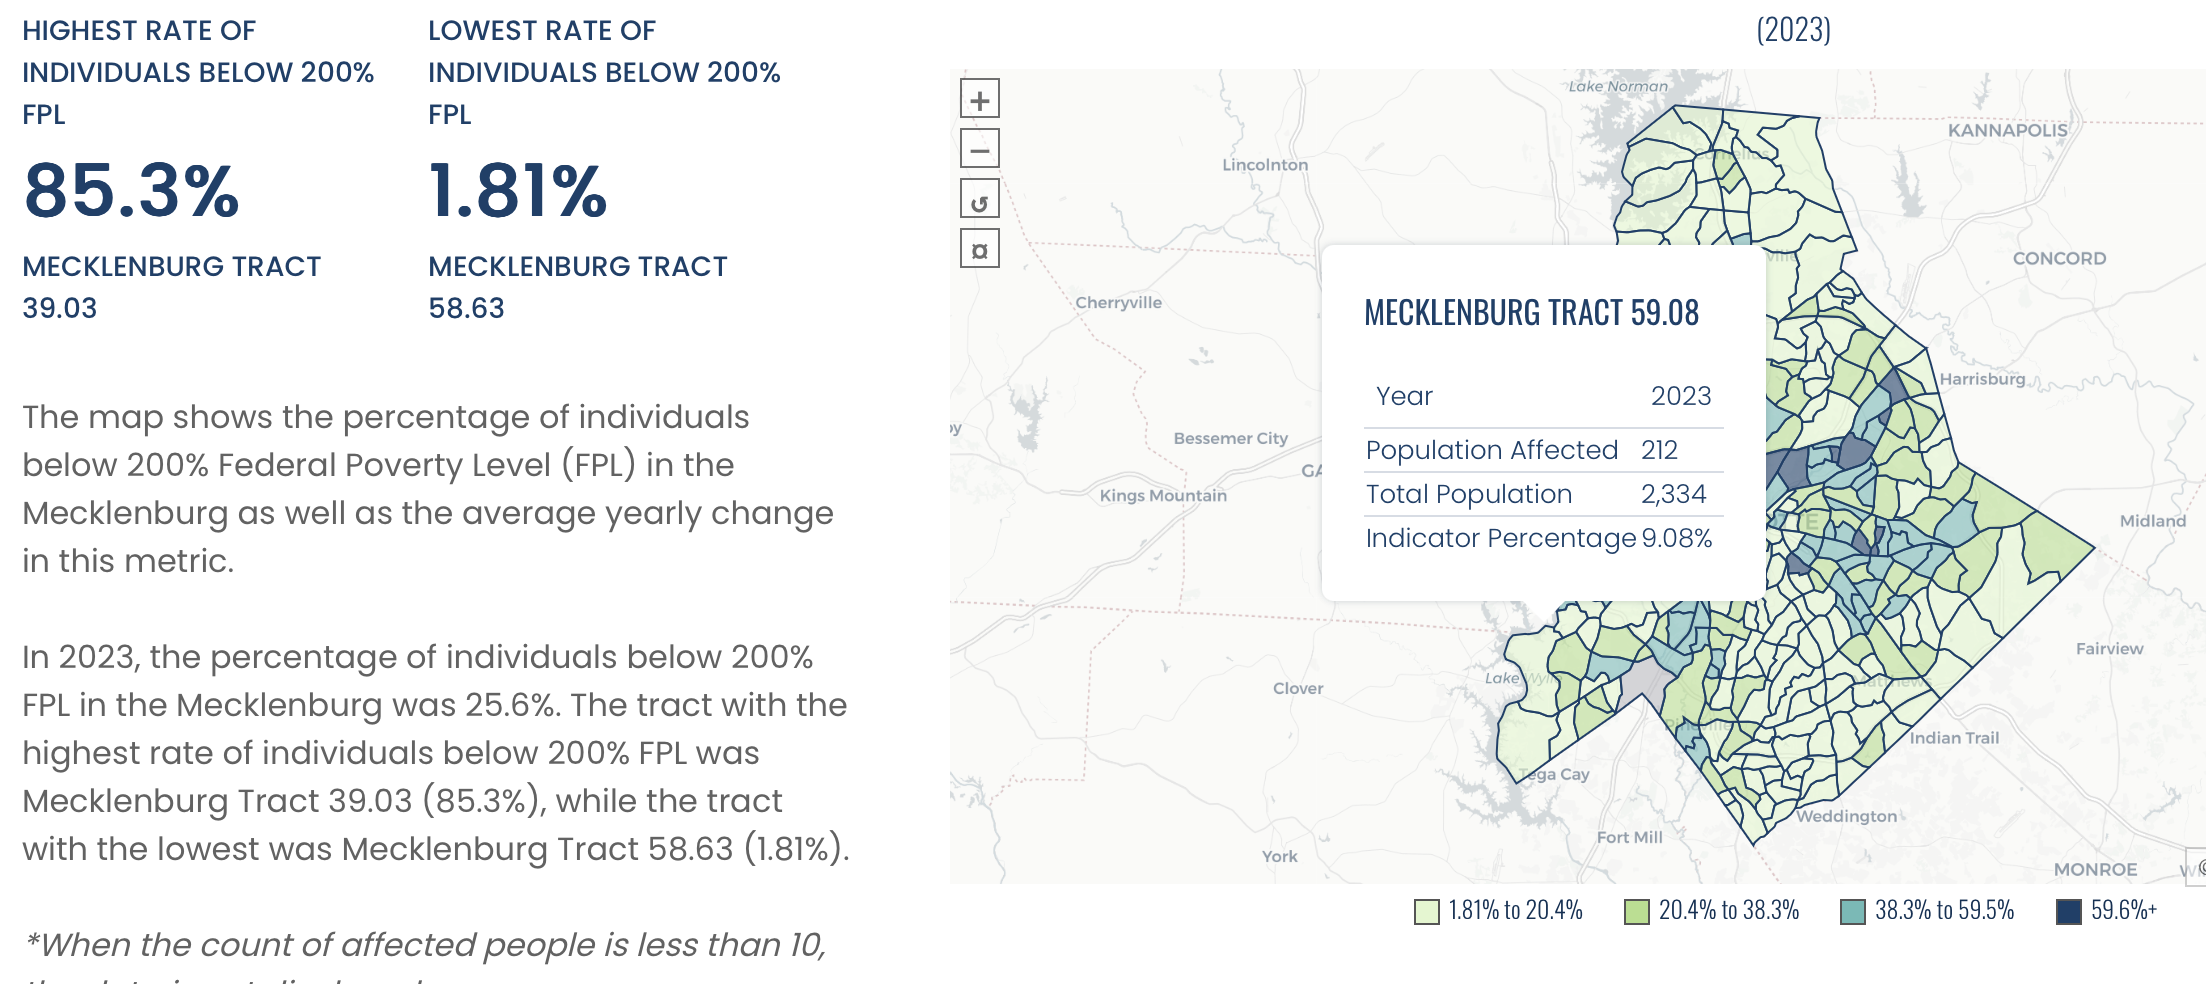 HIGHEST RATE OF
INDIVIDUALS BELOW 200%
FPL
85.3%
MECKLENBURG TRACT
39.03
LOWEST RATE OF
INDIVIDUALS BELOW 200%
FPL
1.81%
MECKLENBURG TRACT
58.63
The map shows the percentage of individuals
below 200% Federal Poverty Level (FPL) in the
Mecklenburg as well as the average yearly change
in this metric.
In 2023, the percentage of individuals below 200%
FPL in the Mecklenburg was 25.6%. The tract with the
highest rate of individuals below 200% FPL was
Mecklenburg Tract 39.03 (85.3%), while the tract
with the lowest was Mecklenburg Tract 58.63 (1.81%).
*When the count of affected people is less than 10,
(2023)
+
−
↺
¤
Lake Norman
KANNAPOLIS
Cornelius
Lincolnton
CONCORD
Cherryville
Harrisburg
Bessemer City
Kings Mountain
Midland
MECKLENBURG TRACT 59.08
Year 2023
Population Affected 212
Total Population 2,334
Indicator Percentage 9.08%
Fairview
Lake Wylie
Matthews
Clover
Pineville
Indian Trail
Tega Cay
Weddington
Fort Mill
York
MONROE
1.81% to 20.4%
20.4% to 38.3%
38.3% to 59.5%
59.6%+